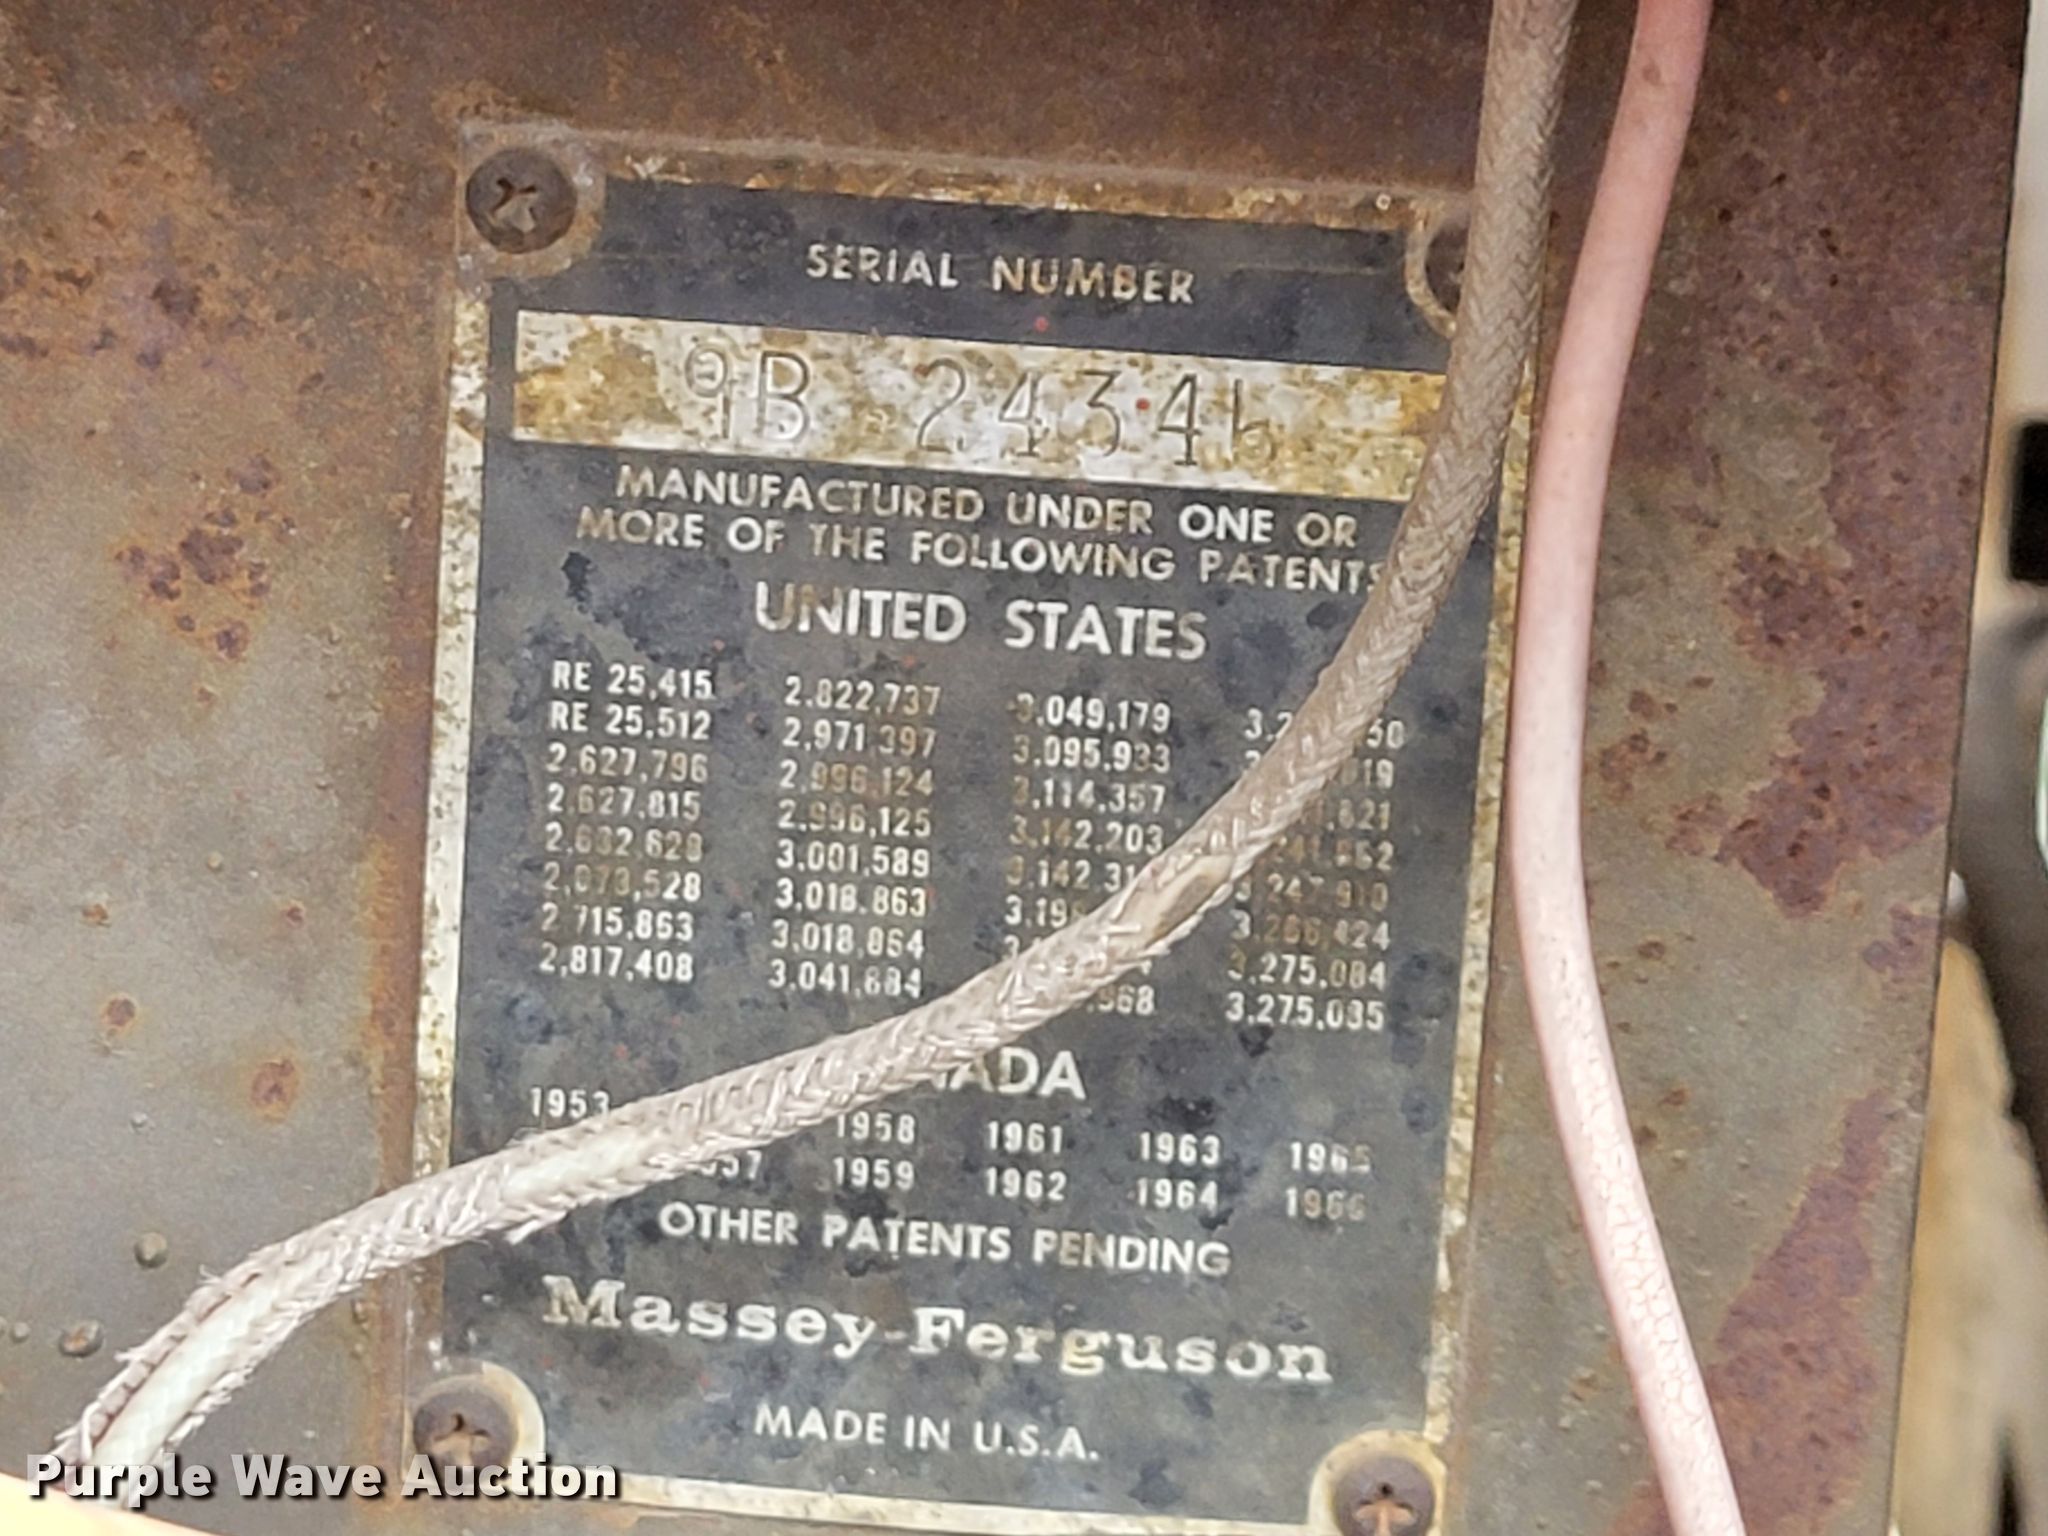 SERIAL NUMBER
9B 24346
MANUFACTURED UNDER ONE OR
MORE OF THE FOLLOWING PATENTS
UNITED STATES
RE 25,415 2,822,737 3,049,179
RE 25,512 2,971,397 3,095,933
2,627,796 2,996,124 3,114,357
2,627,815 2,996,125 3,142,203
2,632,628 3,001,589
3,018,863 3,247,910
2,715,863 3,018,864 3,266,424
2,817,408 3,041,884 3,275,084
3,275,085
1953 1958 1961 1963 1965
1959 1962 1964 1966
OTHER PATENTS PENDING
Massey-Ferguson
MADE IN U.S.A.
Purple Wave Auction